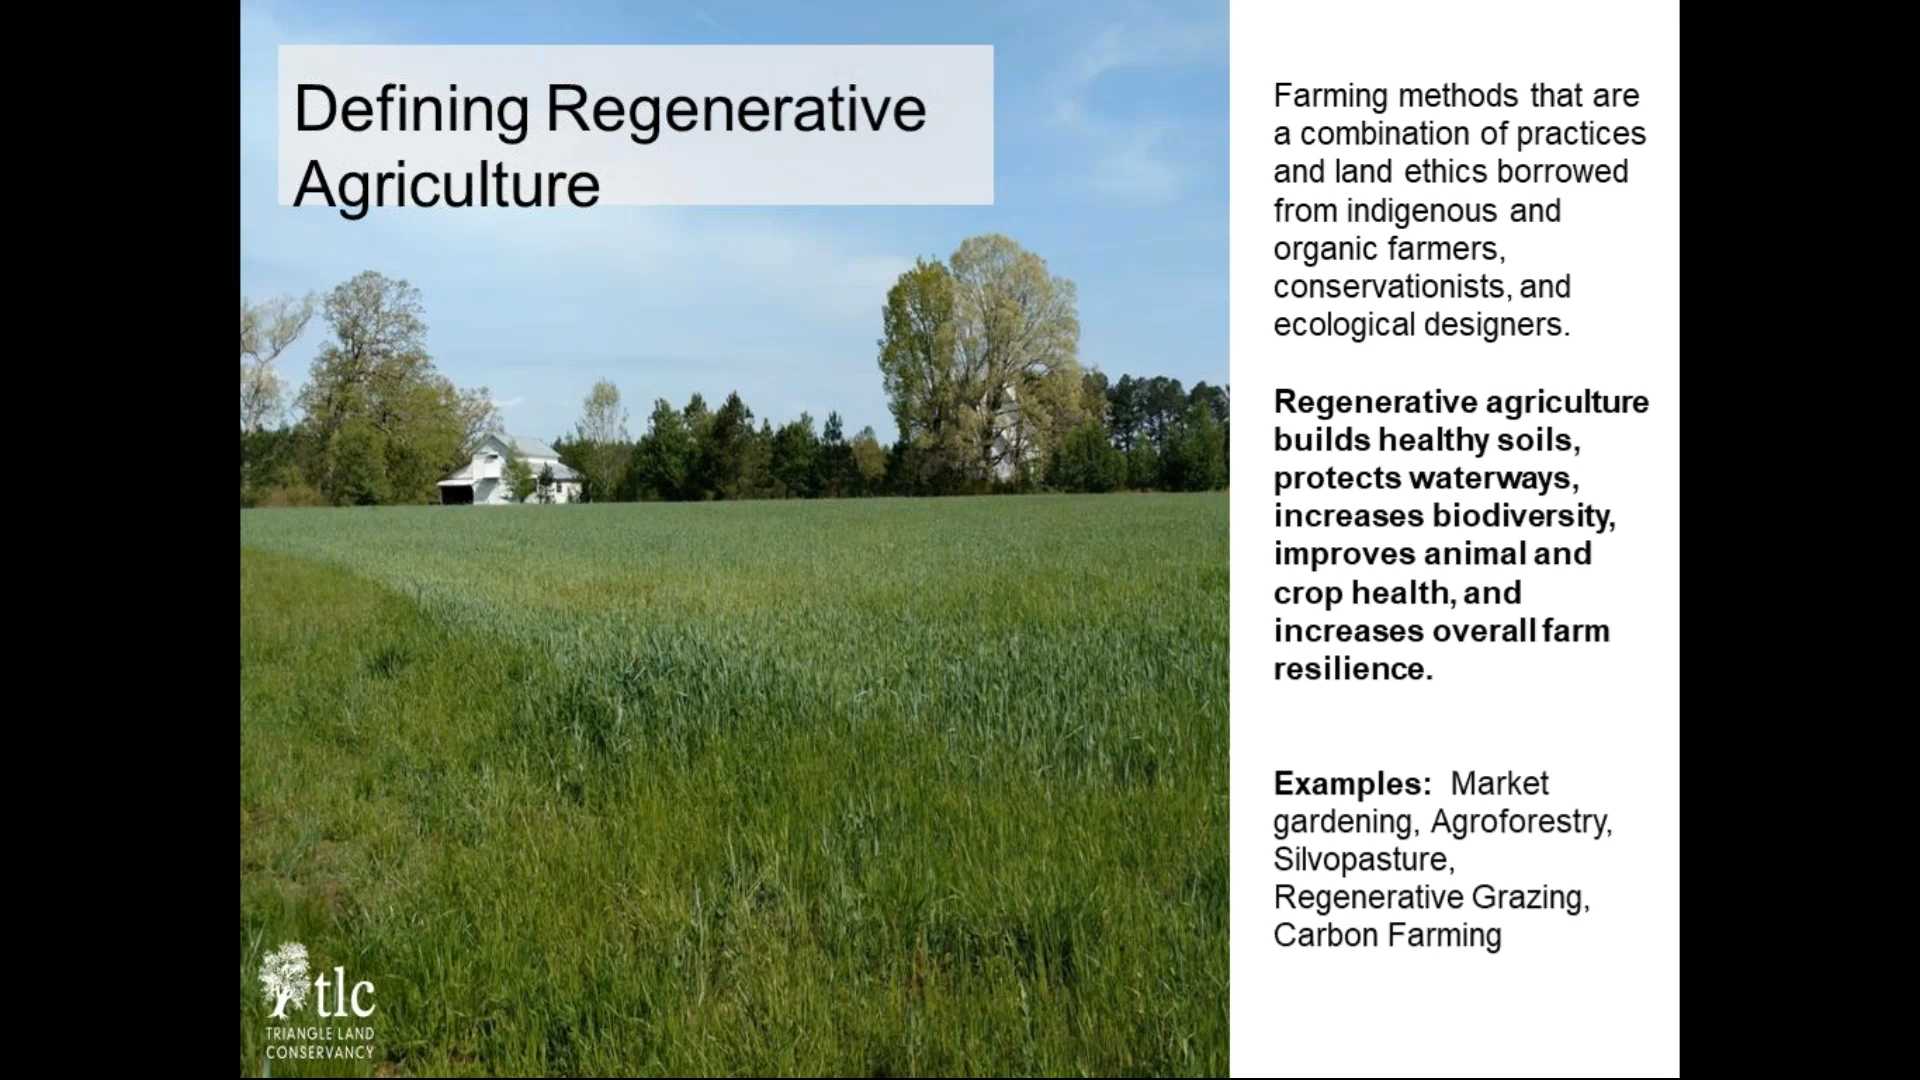 Defining Regenerative
Agriculture
Farming methods that are
a combination of practices
and land ethics borrowed
from indigenous and
organic farmers,
conservationists, and
ecological designers.
Regenerative agriculture
builds healthy soils,
protects waterways,
increases biodiversity,
improves animal and
crop health, and
increases overall farm
resilience.
Examples: Market
gardening, Agroforestry,
Silvopasture,
Regenerative Grazing,
Carbon Farming
tlc
TRIANGLE LAND
CONSERVANCY